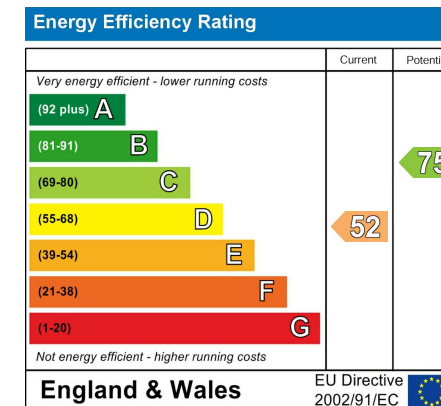 Energy Efficiency Rating
Current Potenti
Very energy efficient - lower running costs
(92 plus) A
(81-91) B
(69-80) C
(55-68) D
(39-54) E
(21-38) F
(1-20) G
52
75
Not energy efficient - higher running costs
England & Wales
EU Directive
2002/91/EC